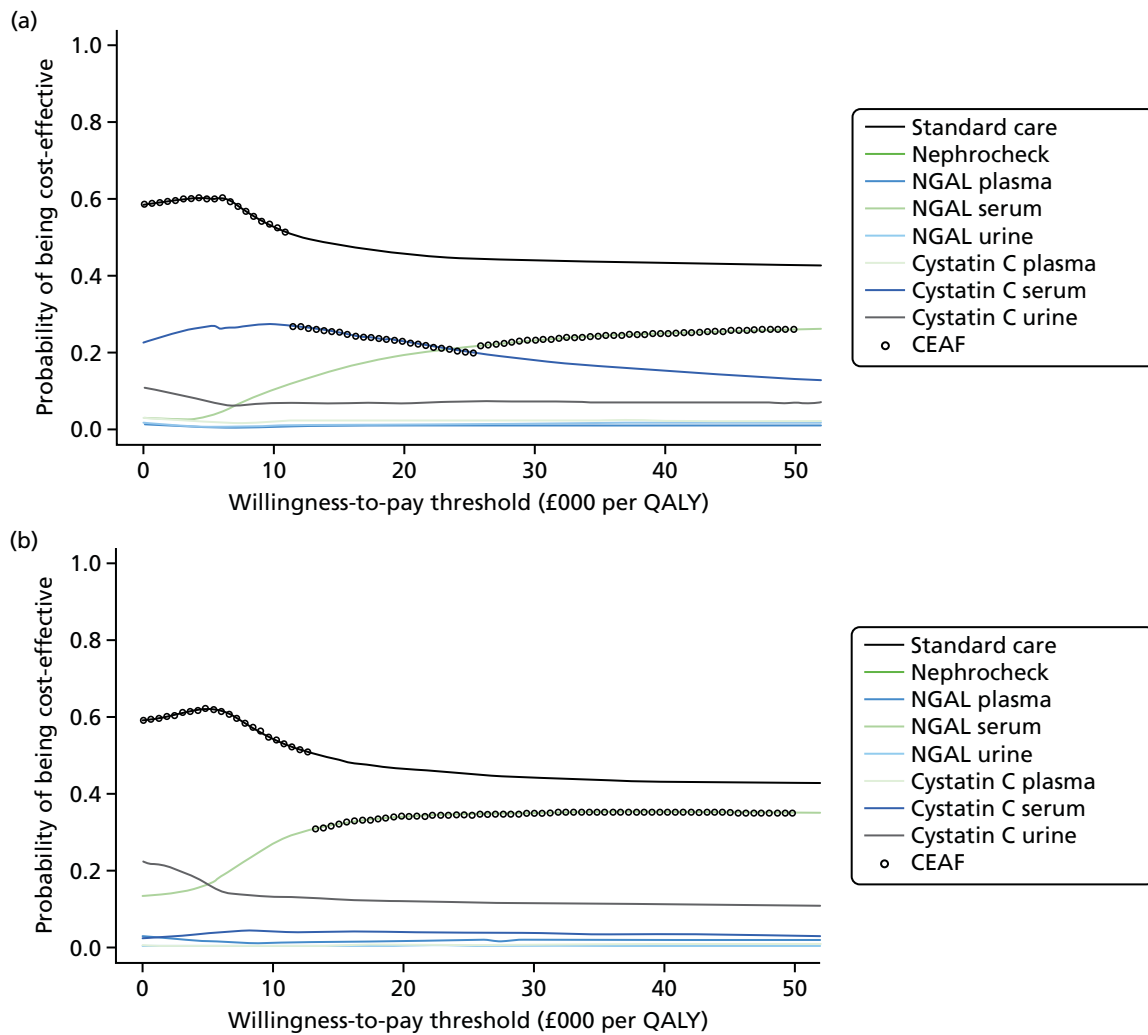 (a)
1.0
0.8
0.6
0.4
0.2
0.0
Probability of being cost-effective
0 10 20 30 40 50
Willingness-to-pay threshold (£000 per QALY)
Standard care
Nephrocheck
NGAL plasma
NGAL serum
NGAL urine
Cystatin C plasma
Cystatin C serum
Cystatin C urine
CEAF
(b)
1.0
0.8
0.6
0.4
0.2
0.0
Probability of being cost-effective
0 10 20 30 40 50
Willingness-to-pay threshold (£000 per QALY)
Standard care
Nephrocheck
NGAL plasma
NGAL serum
NGAL urine
Cystatin C plasma
Cystatin C serum
Cystatin C urine
CEAF